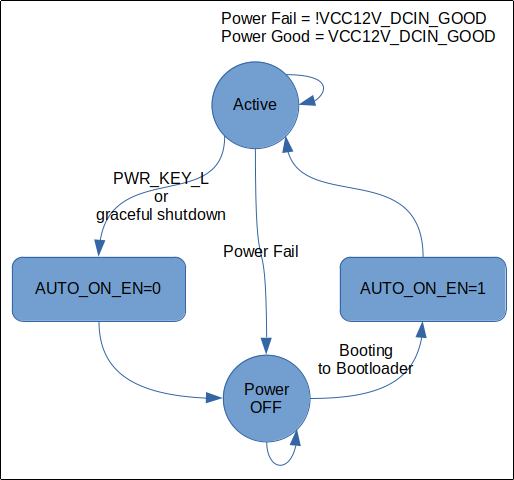 Power Fail = !VCC12V_DCIN_GOOD
Power Good = VCC12V_DCIN_GOOD
Active
PWR_KEY_L
or
graceful shutdown
Power Fail
AUTO_ON_EN=0
AUTO_ON_EN=1
Booting
to Bootloader
Power
OFF